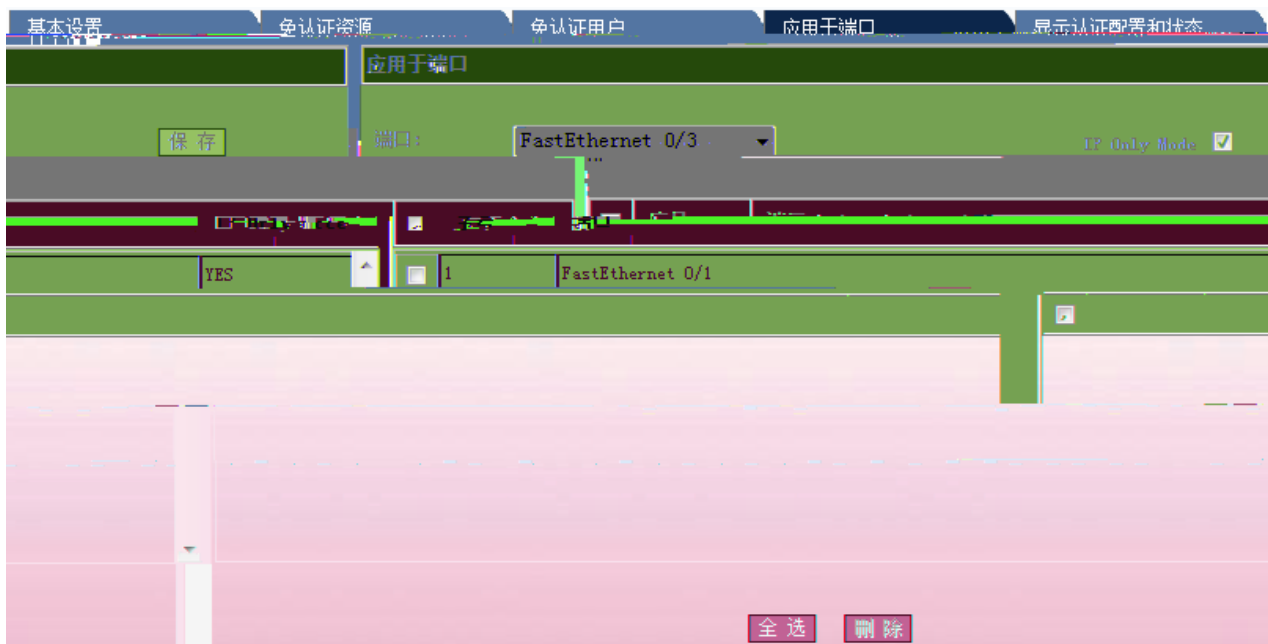 基本设置
免认证资源
免认证用户
应用于端口
显示认证配置和状态
应用于端口
保 存
端口:
FastEthernet 0/3
IP Only Mode
YES
1
FastEthernet 0/1
全 选
删 除